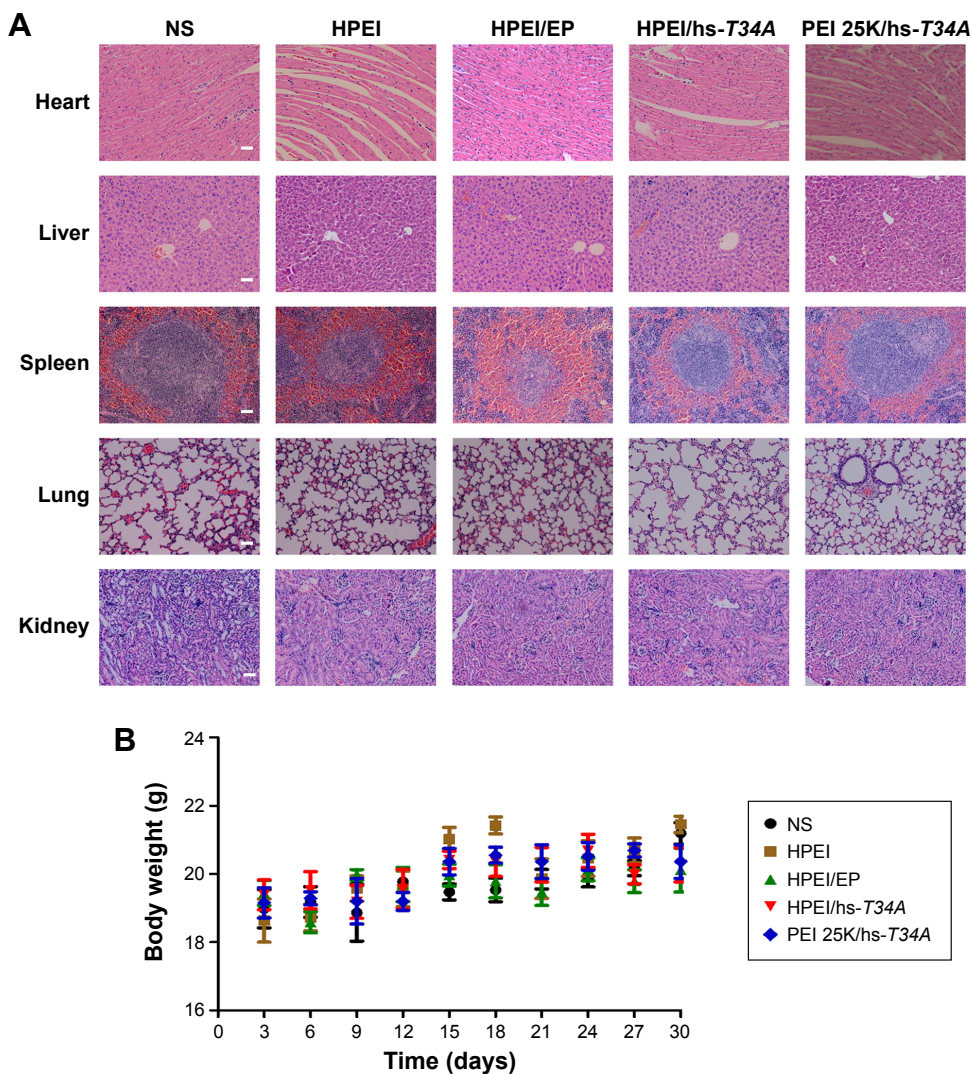 A
NS HPEI HPEI/EP HPEI/hs-T34A PEI 25K/hs-T34A
Heart
Liver
Spleen
Lung
Kidney
B
Body weight (g)
24
22
20
18
16
0 3 6 9 12 15 18 21 24 27 30
Time (days)
NS
HPEI
HPEI/EP
HPEI/hs-T34A
PEI 25K/hs-T34A